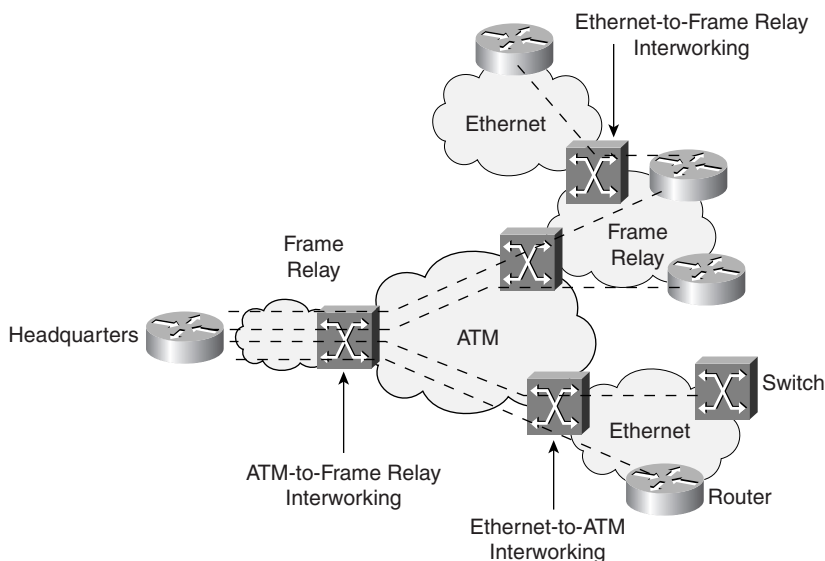 Ethernet-to-Frame Relay
Interworking
Ethernet
Frame
Relay
Frame
Relay
Headquarters
ATM
Switch
Ethernet
ATM-to-Frame Relay
Interworking
Router
Ethernet-to-ATM
Interworking